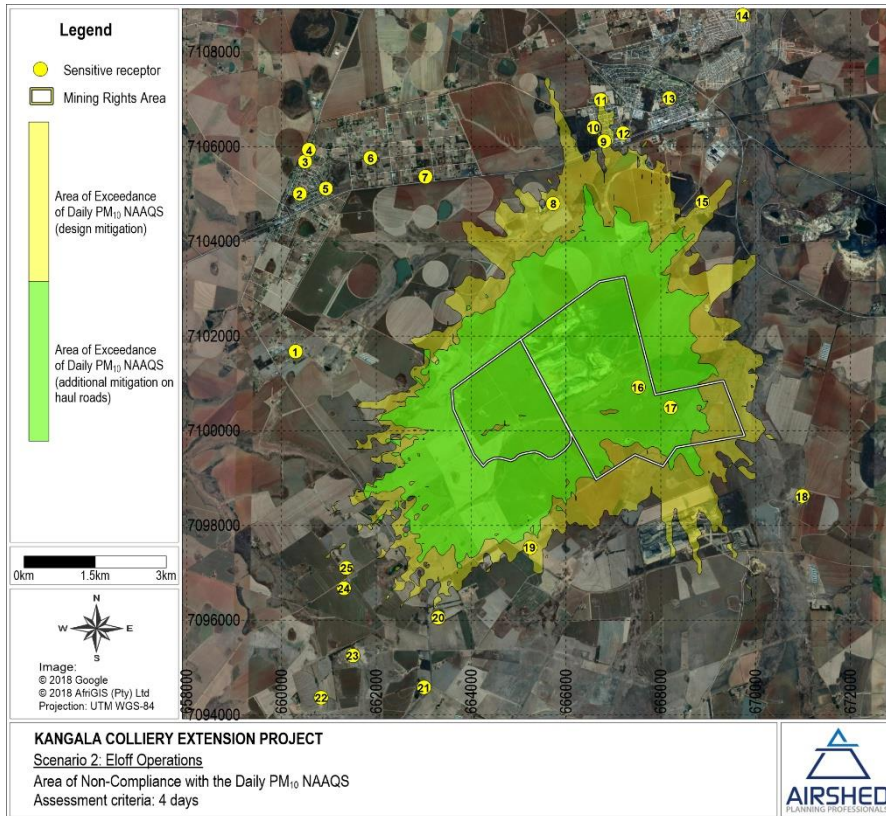 Legend
Sensitive receptor
Mining Rights Area
Area of Exceedance
of Daily PM₁₀ NAAQS
(design mitigation)
Area of Exceedance
of Daily PM₁₀ NAAQS
(additional mitigation on
haul roads)
0km 1.5km 3km
N
W E
S
Image:
© 2018 Google
© 2018 AfriGIS (Pty) Ltd
Projection: UTM WGS-84
7108000
7106000
7104000
7102000
7100000
7098000
7096000
7094000
658000
660000
662000
664000
666000
668000
670000
672000
14
11
13
10
12
9
4
3
6
7
5
2
8
15
1
16
17
18
19
25
24
20
23
21
22
KANGALA COLLIERY EXTENSION PROJECT
Scenario 2: Eloff Operations
Area of Non-Compliance with the Daily PM₁₀ NAAQS
Assessment criteria: 4 days
AIRSHED
PLANNING PROFESSIONALS